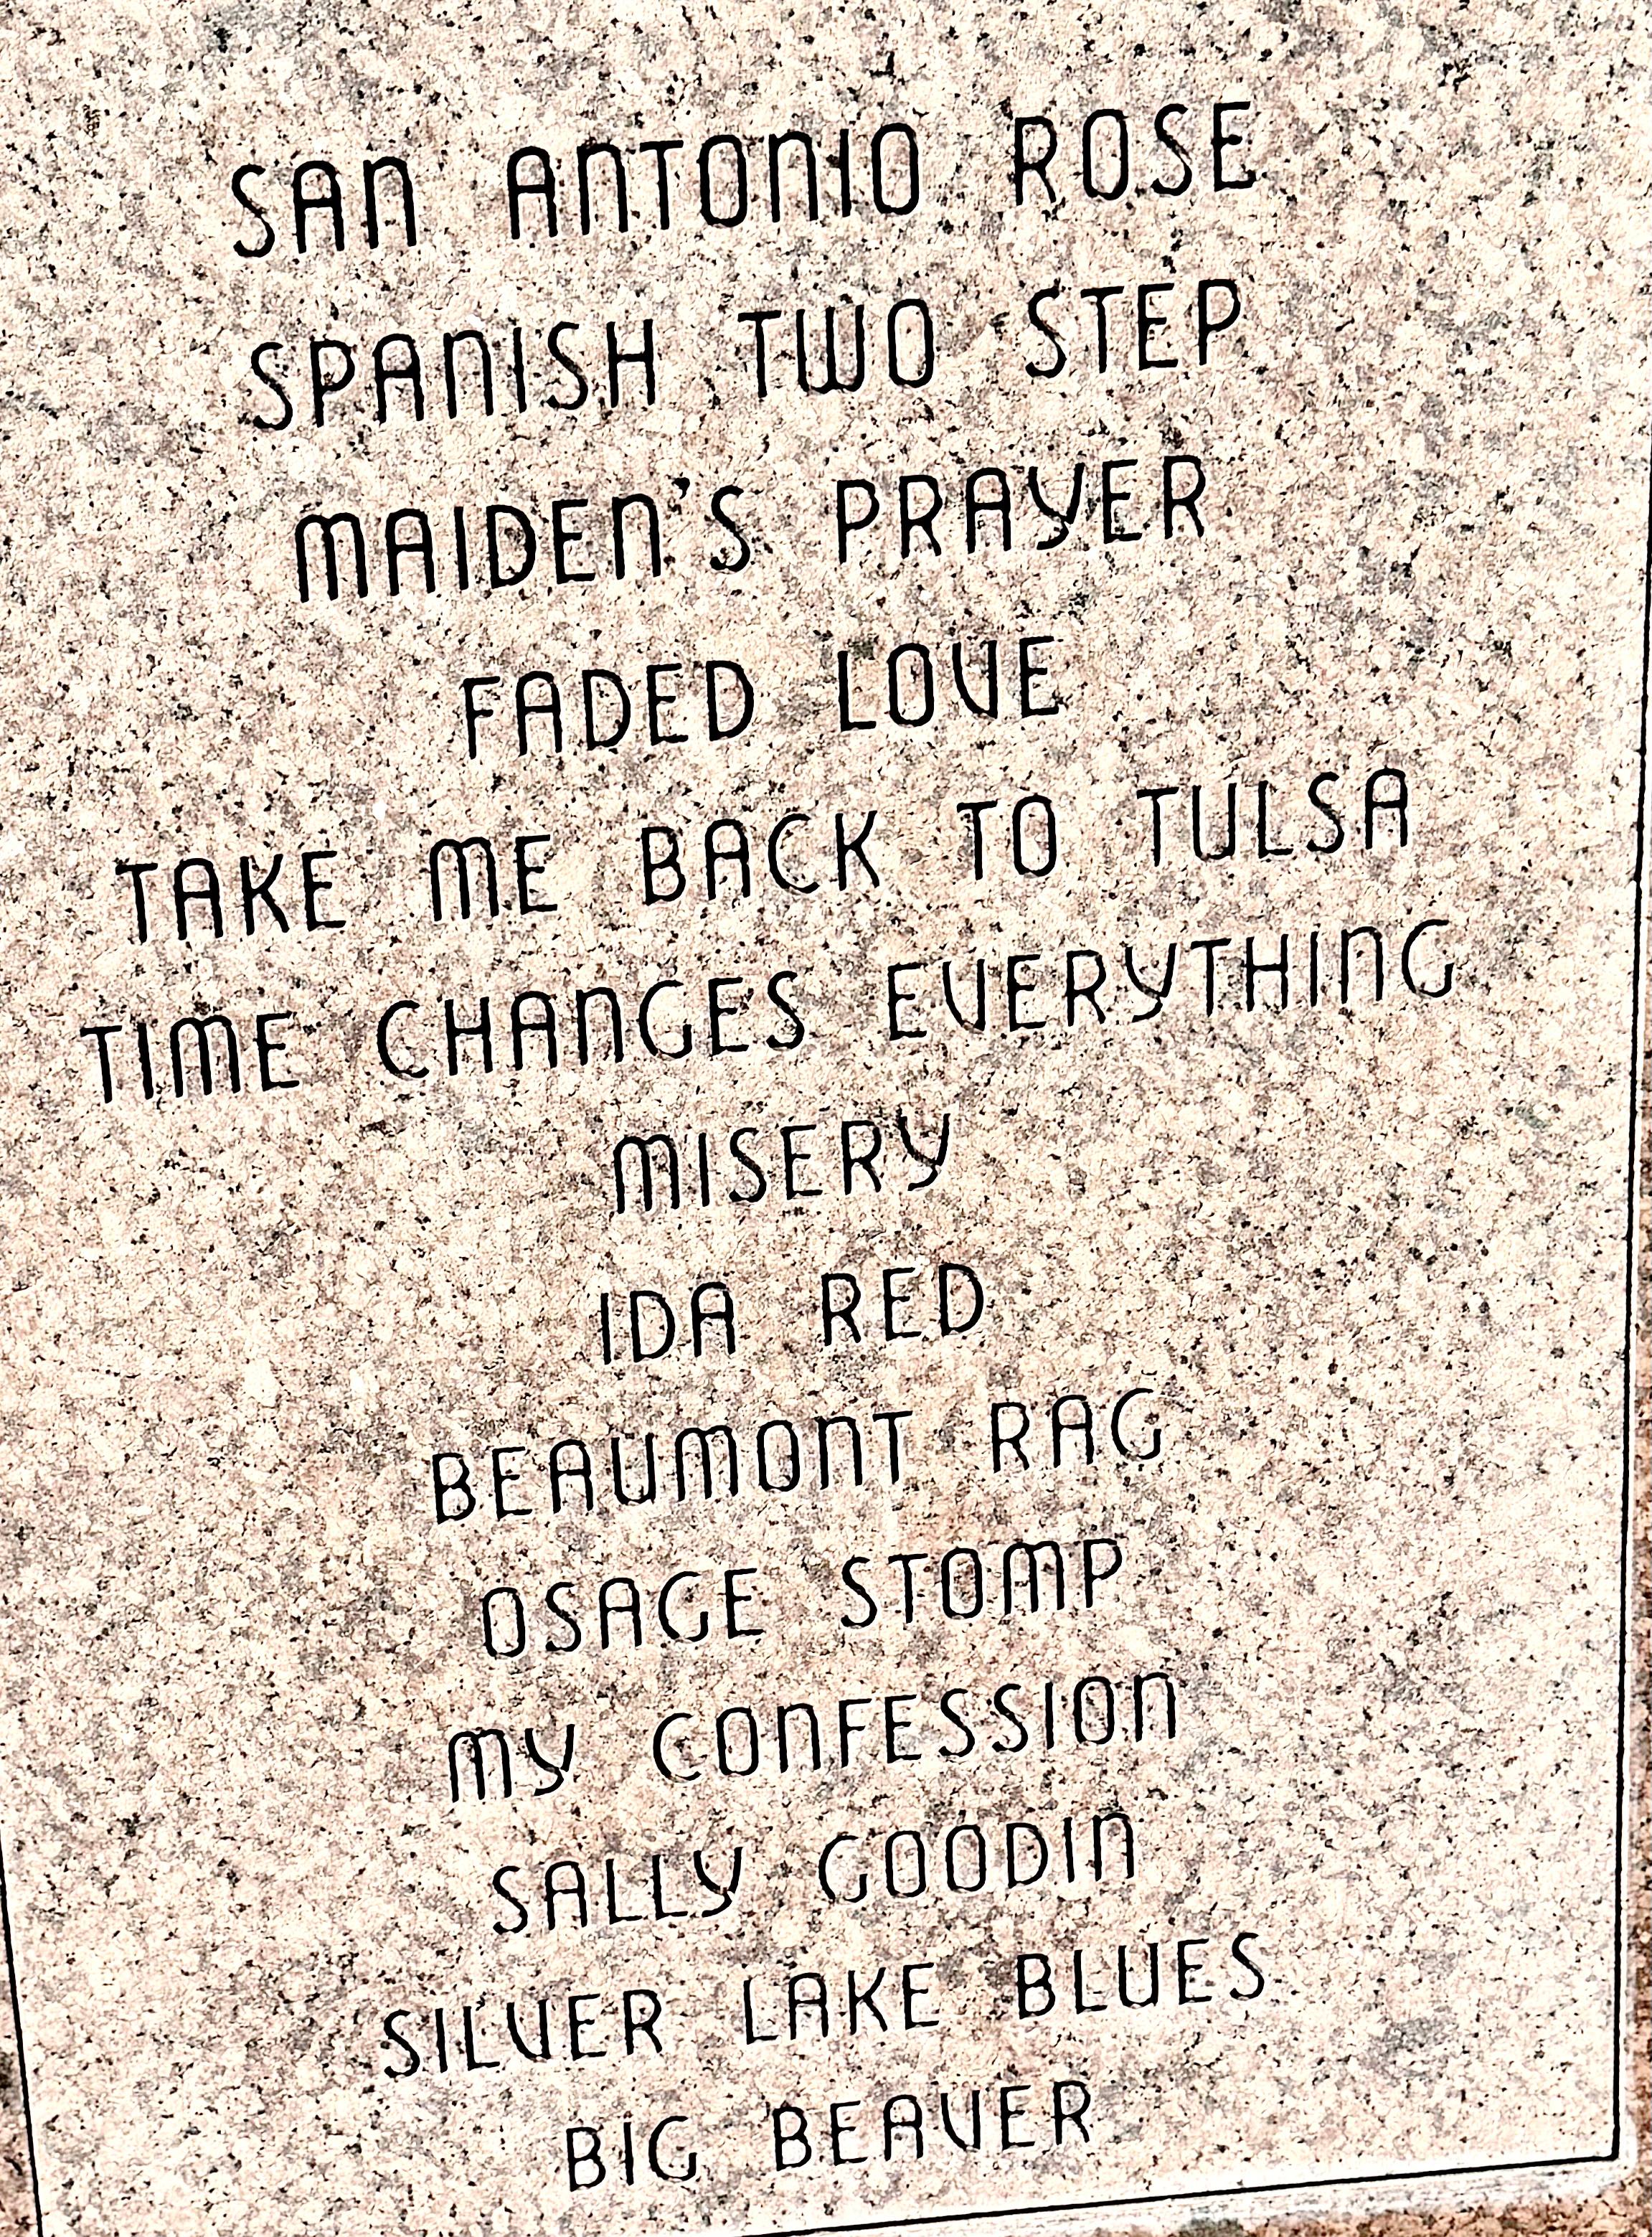 SAN ANTONIO ROSE
SPANISH TWO STEP
MAIDEN'S PRAYER
FADED LOVE
TAKE ME BACK TO TULSA
TIME CHANGES EVERYTHING
MISERY
IDA RED
BEAUMONT RAG
OSAGE STOMP
MY CONFESSION
SALLY GOODIN
SILVER LAKE BLUES
BIG BEAVER